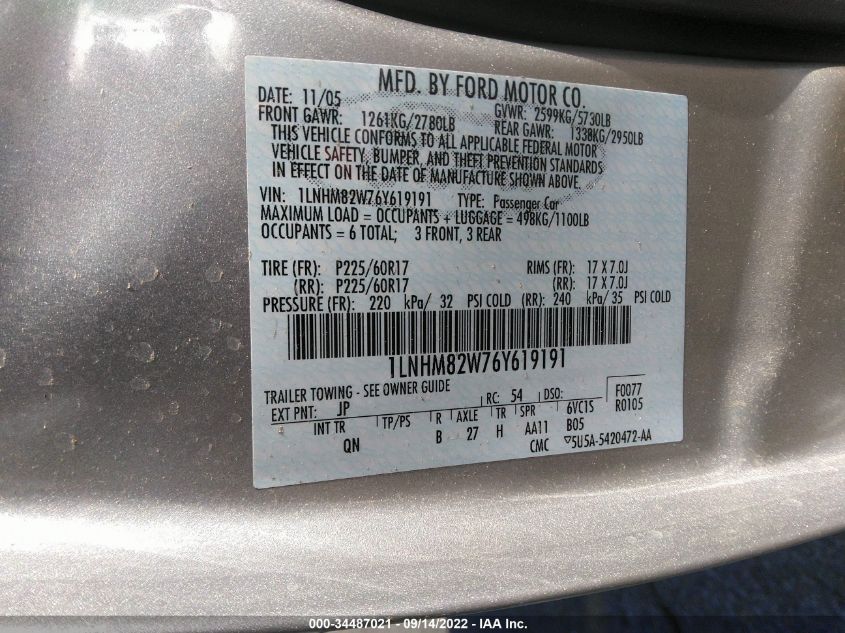 MFD. BY FORD MOTOR CO.
DATE: 11/05 GVWR: 2599KG/5730LB
FRONT GAWR: 1261KG/2780LB REAR GAWR: 1338KG/2950LB
THIS VEHICLE CONFORMS TO ALL APPLICABLE FEDERAL MOTOR
VEHICLE SAFETY, BUMPER, AND THEFT PREVENTION STANDARDS
IN EFFECT ON THE DATE OF MANUFACTURE SHOWN ABOVE.
VIN: 1LNHM82W76Y619191 TYPE: Passenger Car
MAXIMUM LOAD = OCCUPANTS + LUGGAGE = 498KG/1100LB
OCCUPANTS = 6 TOTAL; 3 FRONT, 3 REAR
TIRE (FR): P225/60R17 RIMS (FR): 17 X 7.0J
(RR): P225/60R17 (RR): 17 X 7.0J
PRESSURE (FR): 220 kPa/ 32 PSI COLD (RR): 240 kPa/ 35 PSI COLD
1LNHM82W76Y619191
TRAILER TOWING - SEE OWNER GUIDE
EXT PNT: JP RC: 54 DSO: F0077
INT TR TP/PS R AXLE TR SPR 6VC1S R0105
QN B 27 H AA11 B05
CMC ▽5U5A-5420472-AA
000-34487021 - 09/14/2022 - IAA Inc.